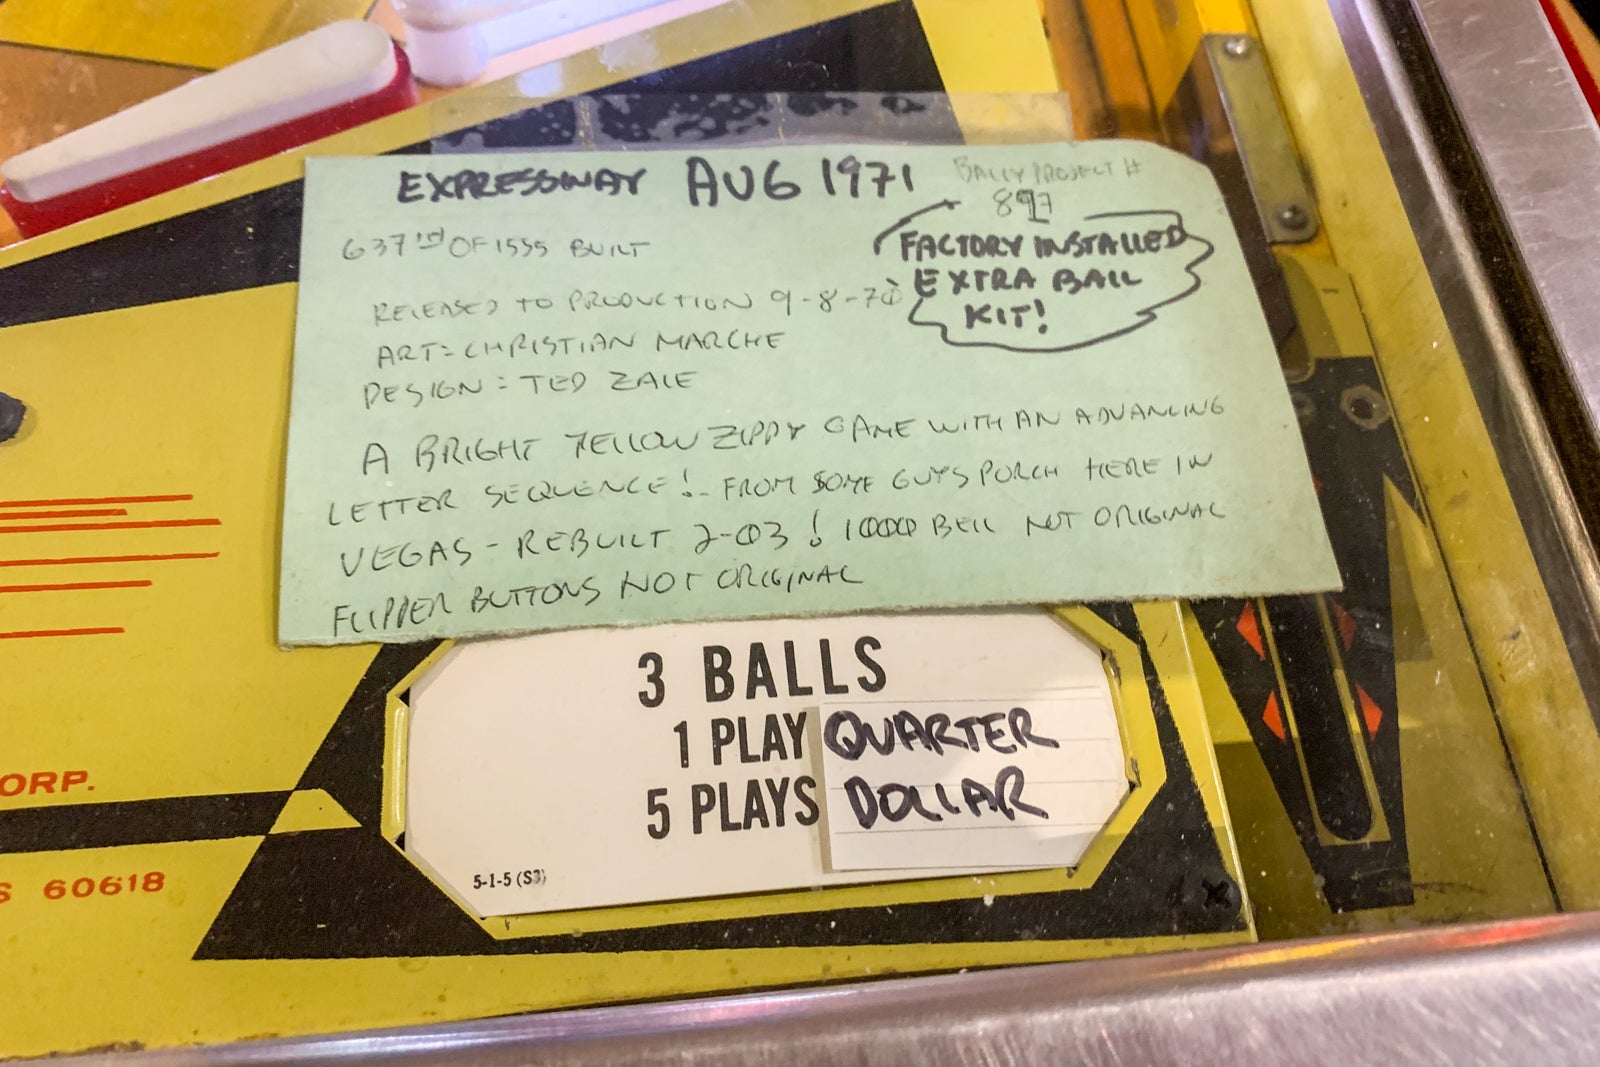 EXPRESSWAY AUG 1971
BALLY PROJECT #
897
FACTORY INSTALLED
EXTRA BALL
KIT!
637 OF 1555 BUILT
RELEASED TO PRODUCTION 9-8-70
ART= CHRISTIAN MARCHE
DESIGN= TED ZALE
A BRIGHT YELLOW ZIPPY GAME WITH AN ADVANCING
LETTER SEQUENCE! - FROM SOME GUYS PORCH HERE IN
VEGAS - REBUILT 2-03! 1000 BELL NOT ORIGINAL
FLIPPER BUTTONS NOT ORIGINAL
3 BALLS
1 PLAY QUARTER
5 PLAYS DOLLAR
5-1-5 (S3)
ORP.
S 60618